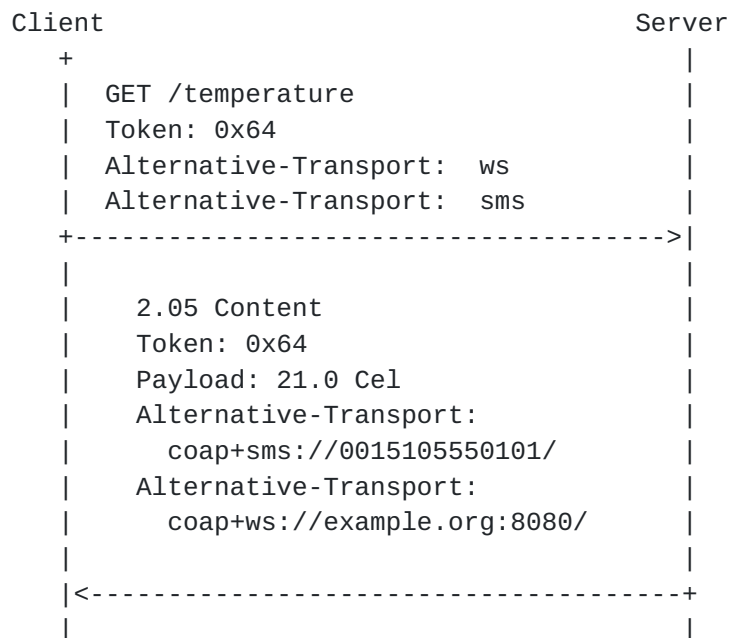 Client                                  Server
   +                                       |
   |  GET /temperature                     |
   |  Token: 0x64                          |
   |  Alternative-Transport:  ws           |
   |  Alternative-Transport:  sms          |
   +-------------------------------------->|
   |                                       |
   |    2.05 Content                       |
   |    Token: 0x64                        |
   |    Payload: 21.0 Cel                  |
   |    Alternative-Transport:             |
   |      coap+sms://0015105550101/        |
   |    Alternative-Transport:             |
   |      coap+ws://example.org:8080/      |
   |                                       |
   |<--------------------------------------+
   |                                       |